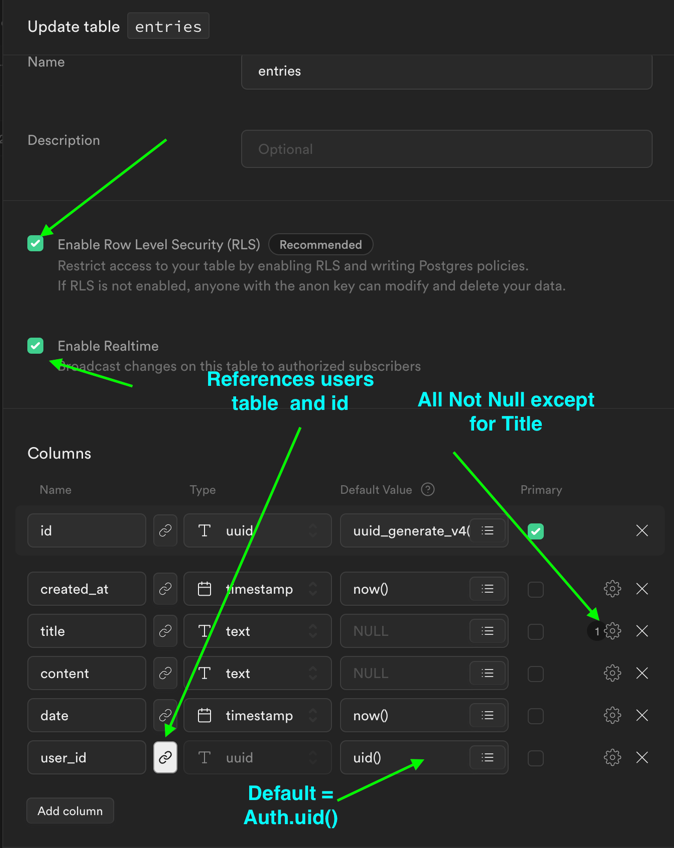 Update table entries
Name
entries
Description
Optional
Enable Row Level Security (RLS) Recommended
Restrict access to your table by enabling RLS and writing Postgres policies.
If RLS is not enabled, anyone with the anon key can modify and delete your data.
Enable Realtime
Broadcast changes on this table to authorized subscribers
References users
table and id
All Not Null except
for Title
Columns
Name Type Default Value ? Primary
id T uuid uuid_generate_v4(
created_at timestamp now()
title T text NULL 1
content T text NULL
date timestamp now()
user_id T uuid uid()
Default =
Auth.uid()
Add column